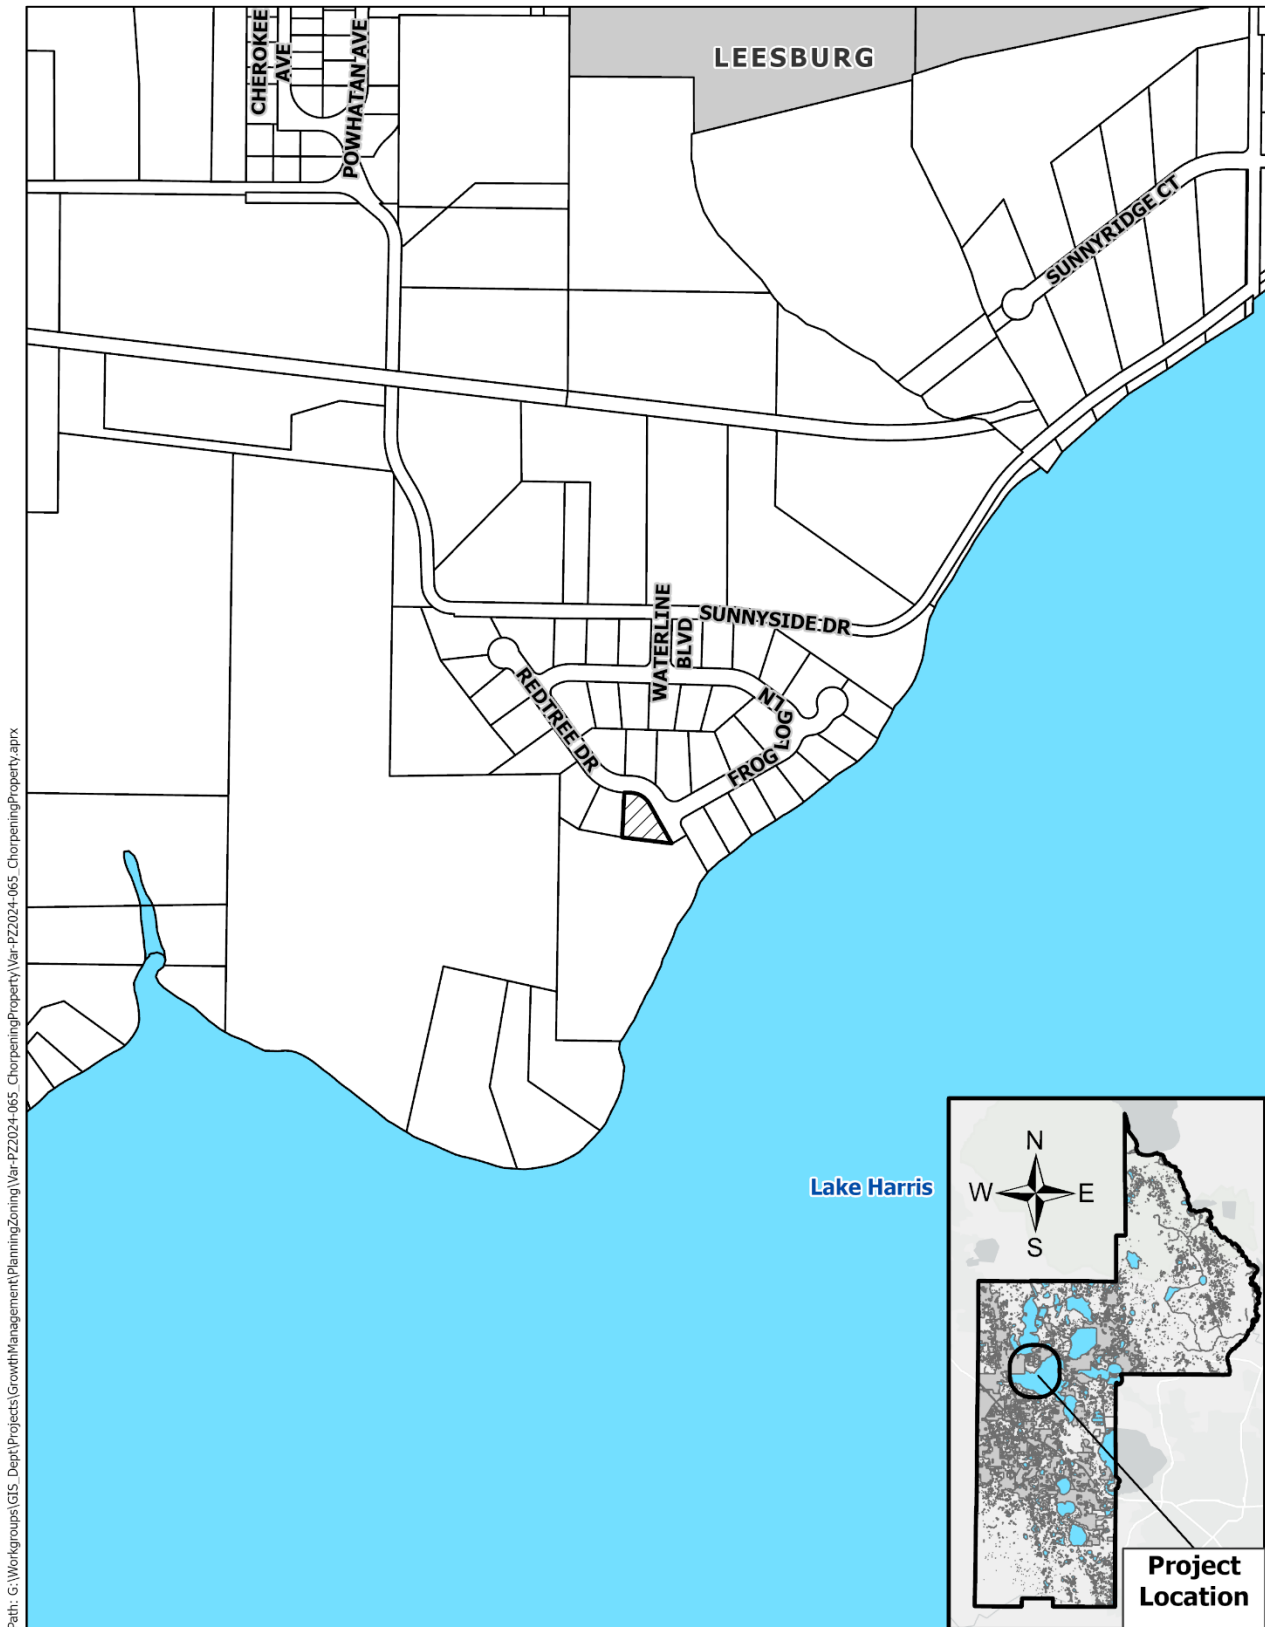 LEESBURG
CHEROKEE
AVE
POWHATAN AVE
SUNNYRIDGE CT
WATERLINE
BLVD
SUNNYSIDE DR
REDTREE DR
FROG LOG
LN
Lake Harris
N
W E
S
Project
Location
Path: G:\Workgroups\GIS_Dept\Projects\GrowthManagement\PlanningZoning\Var-PZ2024-065_ChorpeningProperty\Var-PZ2024-065_ChorpeningProperty.aprx